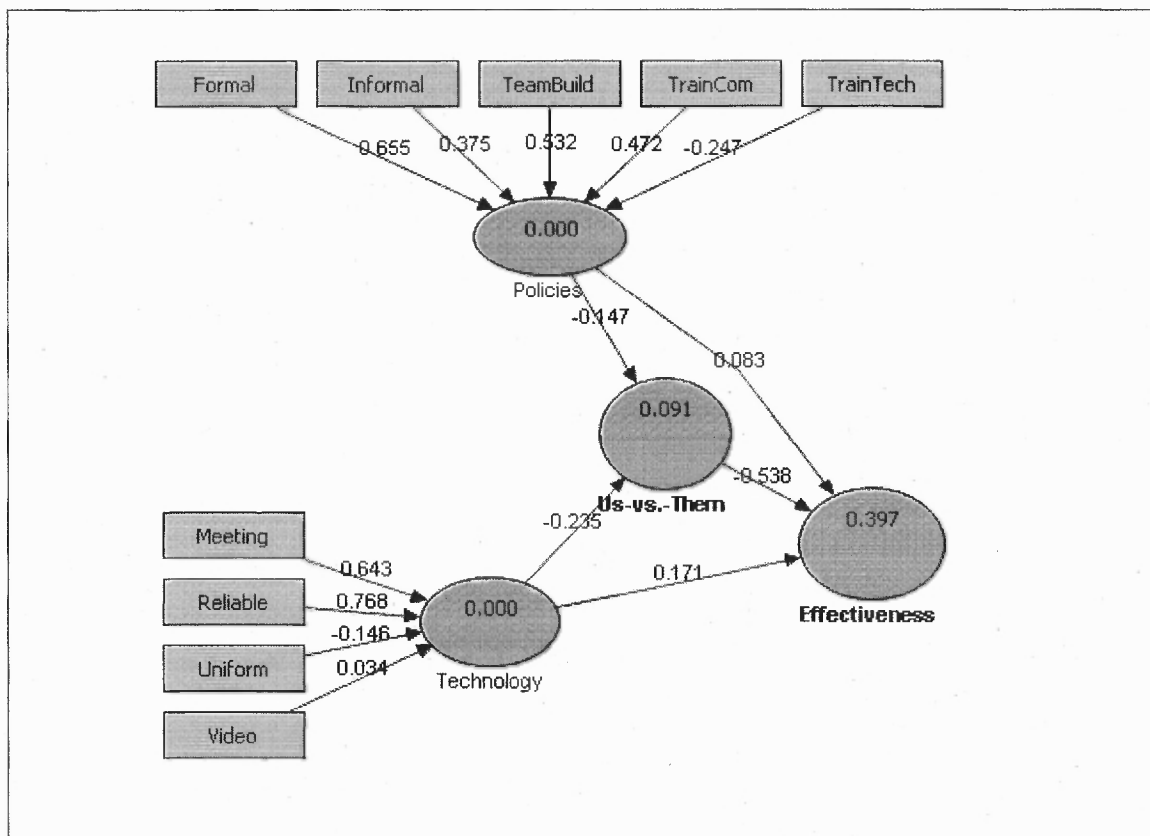 Formal Informal TeamBuild TrainCom TrainTech
0.655 0.375 0.532 0.472 -0.247
0.000
Policies
-0.147
0.083
0.091
Us-vs.-Them
-0.538
-0.235
0.397
Effectiveness
0.171
Meeting
0.643
Reliable
0.768
-0.146
Uniform
0.034
0.000
Technology
Video